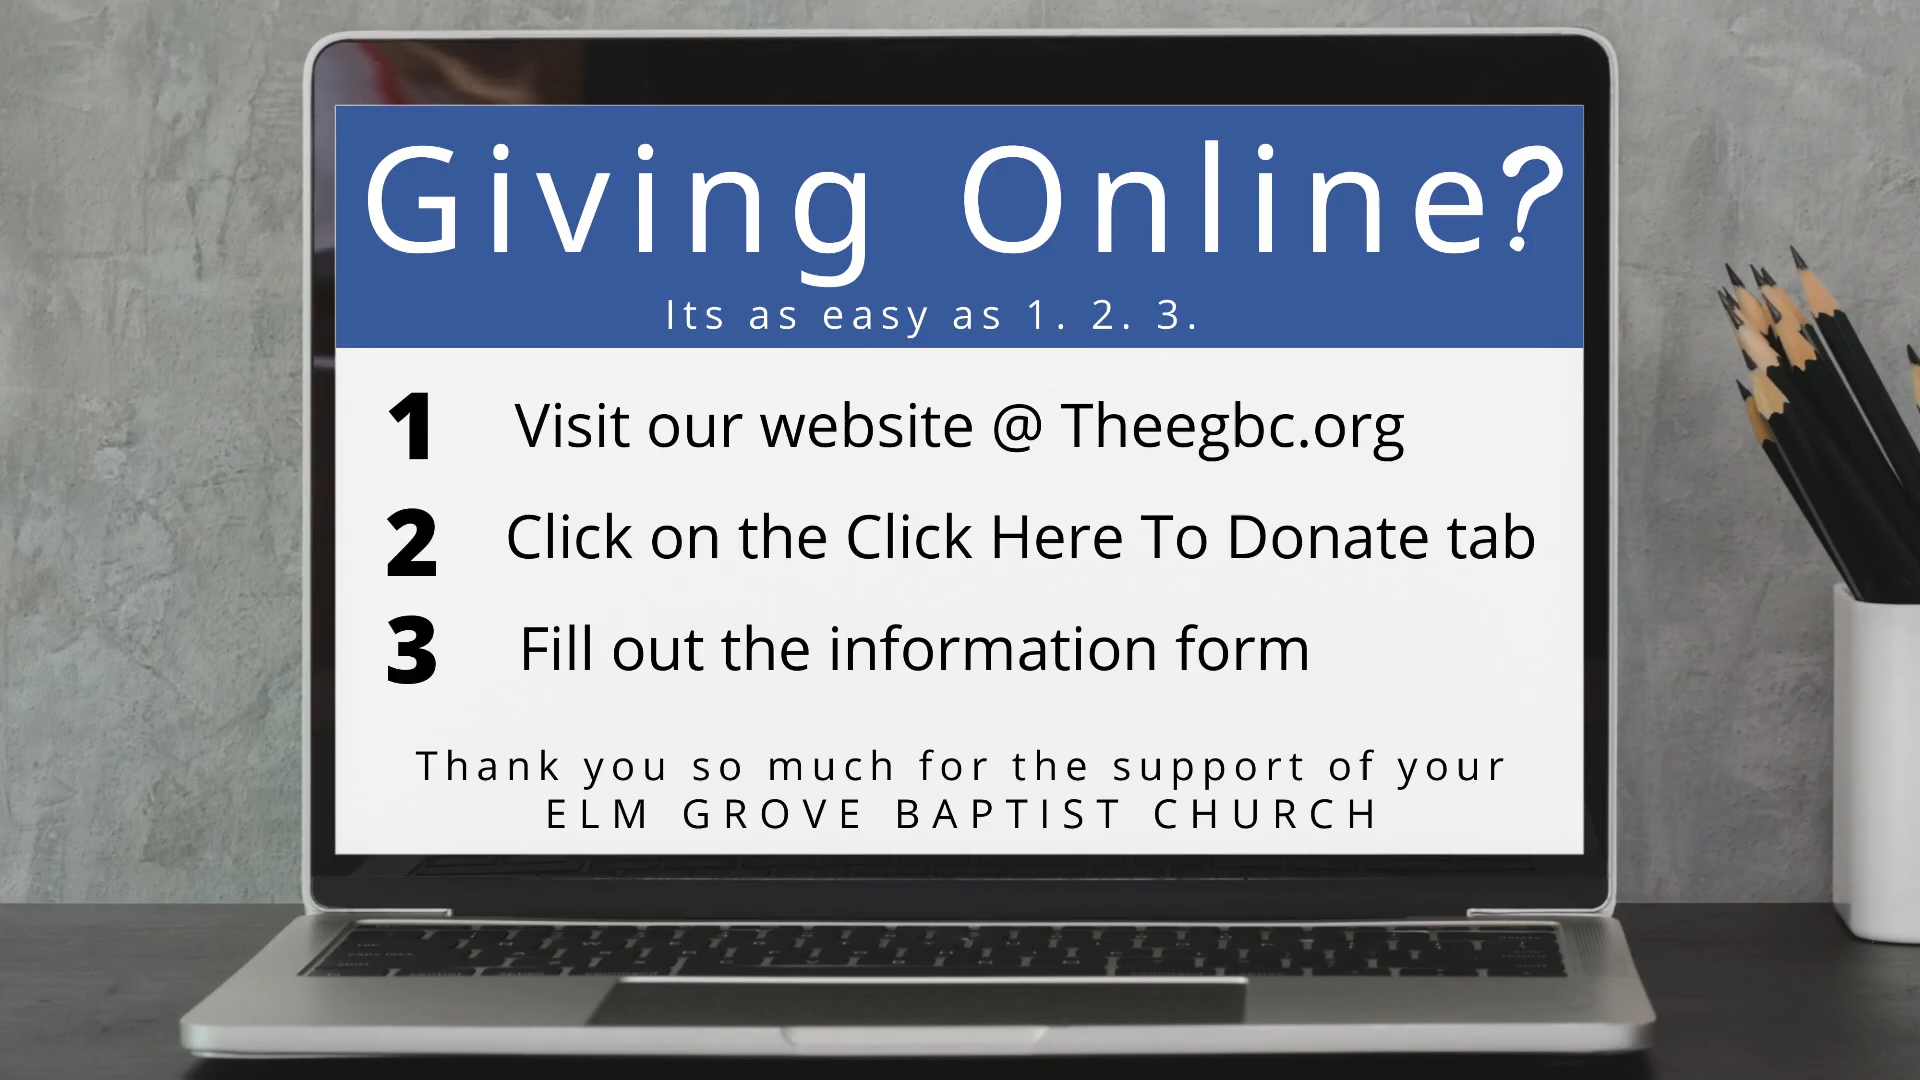 Giving Online?
Its as easy as 1. 2. 3.
1 Visit our website @ Theegbc.org
2 Click on the Click Here To Donate tab
3 Fill out the information form
Thank you so much for the support of your
ELM GROVE BAPTIST CHURCH